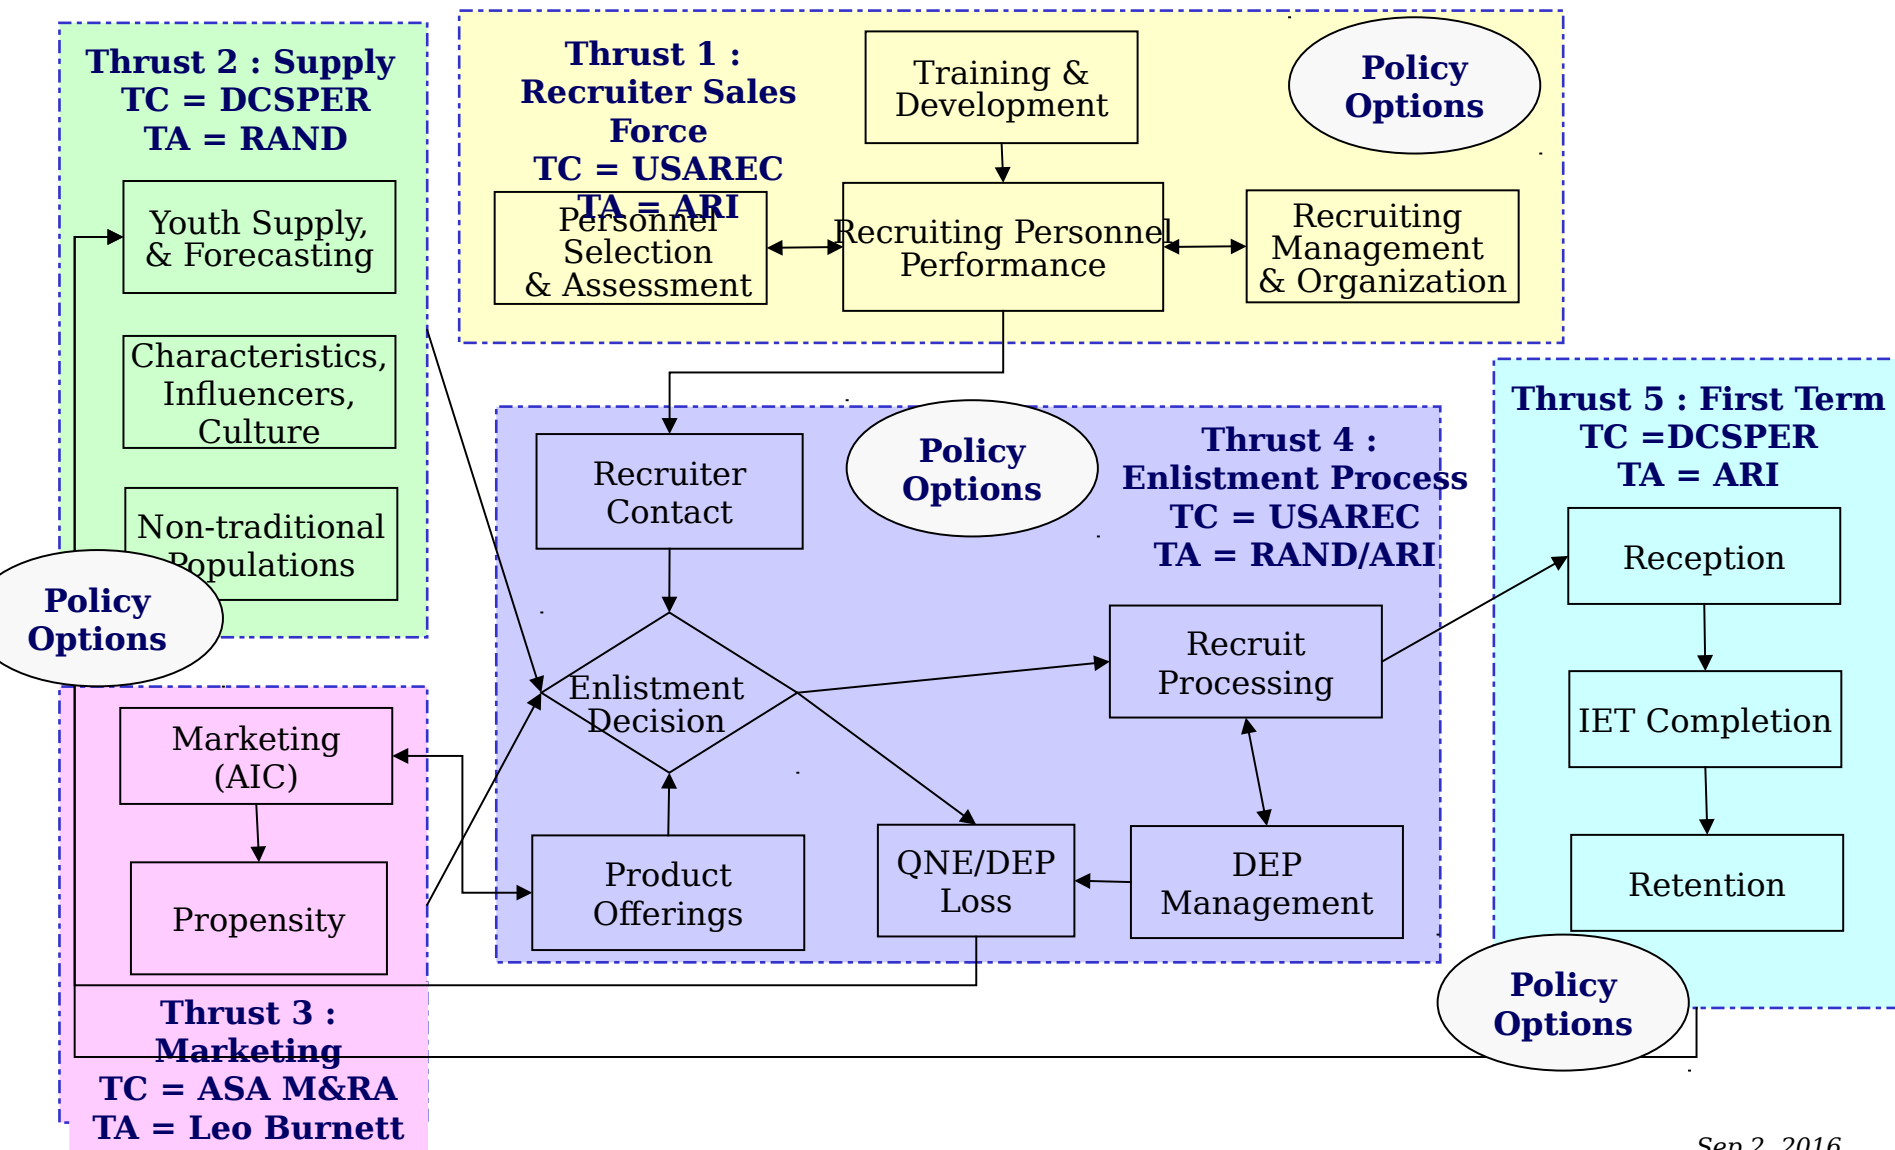 Thrust 2 : Supply
TC = DCSPER
TA = RAND
Youth Supply,
& Forecasting
Characteristics,
Influencers,
Culture
Non-traditional
Populations
Policy
Options
Thrust 1 :
Recruiter Sales
Force
TC = USAREC
TA = ARI
Training &
Development
Policy
Options
Personnel
Selection
& Assessment
Recruiting Personnel
Performance
Recruiting
Management
& Organization
Recruiter
Contact
Policy
Options
Thrust 4 :
Enlistment Process
TC = USAREC
TA = RAND/ARI
Enlistment
Decision
Recruit
Processing
Product
Offerings
QNE/DEP
Loss
DEP
Management
Thrust 5 : First Term
TC =DCSPER
TA = ARI
Reception
IET Completion
Retention
Policy
Options
Marketing
(AIC)
Propensity
Thrust 3 :
Marketing
TC = ASA M&RA
TA = Leo Burnett
Sep 2, 2016